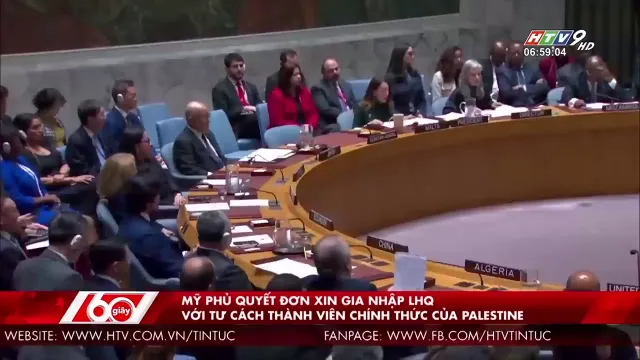 HTV9 HD
06:59:04
MALTA
CHINA
ALGERIA
UNITED
60 giây
MỸ PHỦ QUYẾT ĐƠN XIN GIA NHẬP LHQ
VỚI TƯ CÁCH THÀNH VIÊN CHÍNH THỨC CỦA PALESTINE
WEBSITE: WWW.HTV.COM.VN/TINTUC
FANPAGE: WWW.FB.COM/HTVTINTUC